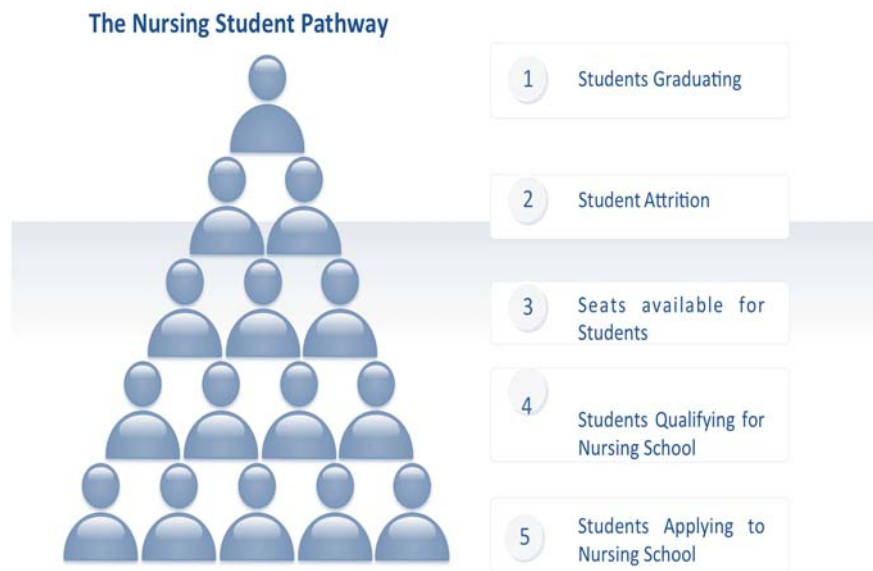 The Nursing Student Pathway
1
Students Graduating
2
Student Attrition
3
Seats available for
Students
4
Students Qualifying for
Nursing School
5
Students Applying to
Nursing School